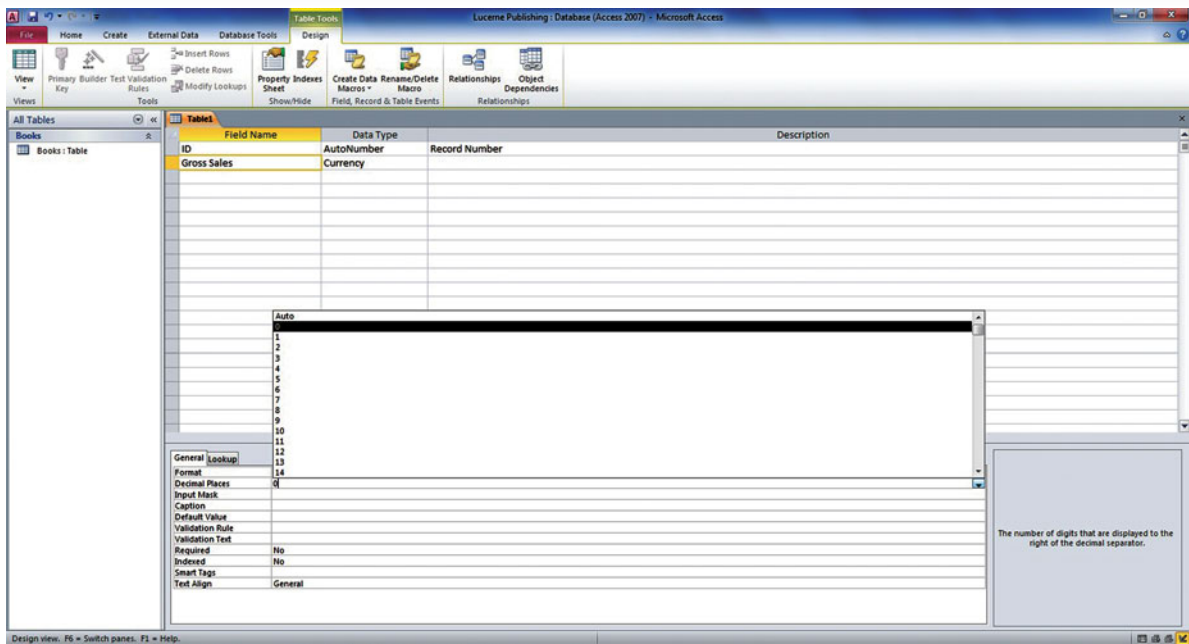 Table Tools
Lucerne Publishing : Database (Access 2007) - Microsoft Access
File Home Create External Data Database Tools Design
View
Views
Primary Key
Builder
Test Validation Rules
Insert Rows
Delete Rows
Modify Lookups
Tools
Property Sheet
Indexes
Show/Hide
Create Data Macros
Rename/Delete Macro
Field, Record & Table Events
Relationships
Object Dependencies
Relationships
All Tables
Books
Books : Table
Table1
Field Name Data Type Description
ID AutoNumber Record Number
Gross Sales Currency
Auto
0
1
2
3
4
5
6
7
8
9
10
11
12
13
14
General Lookup
Format
Decimal Places 0
Input Mask
Caption
Default Value
Validation Rule
Validation Text
Required No
Indexed No
Smart Tags
Text Align General
The number of digits that are displayed to the
right of the decimal separator.
Design view. F6 = Switch panes. F1 = Help.